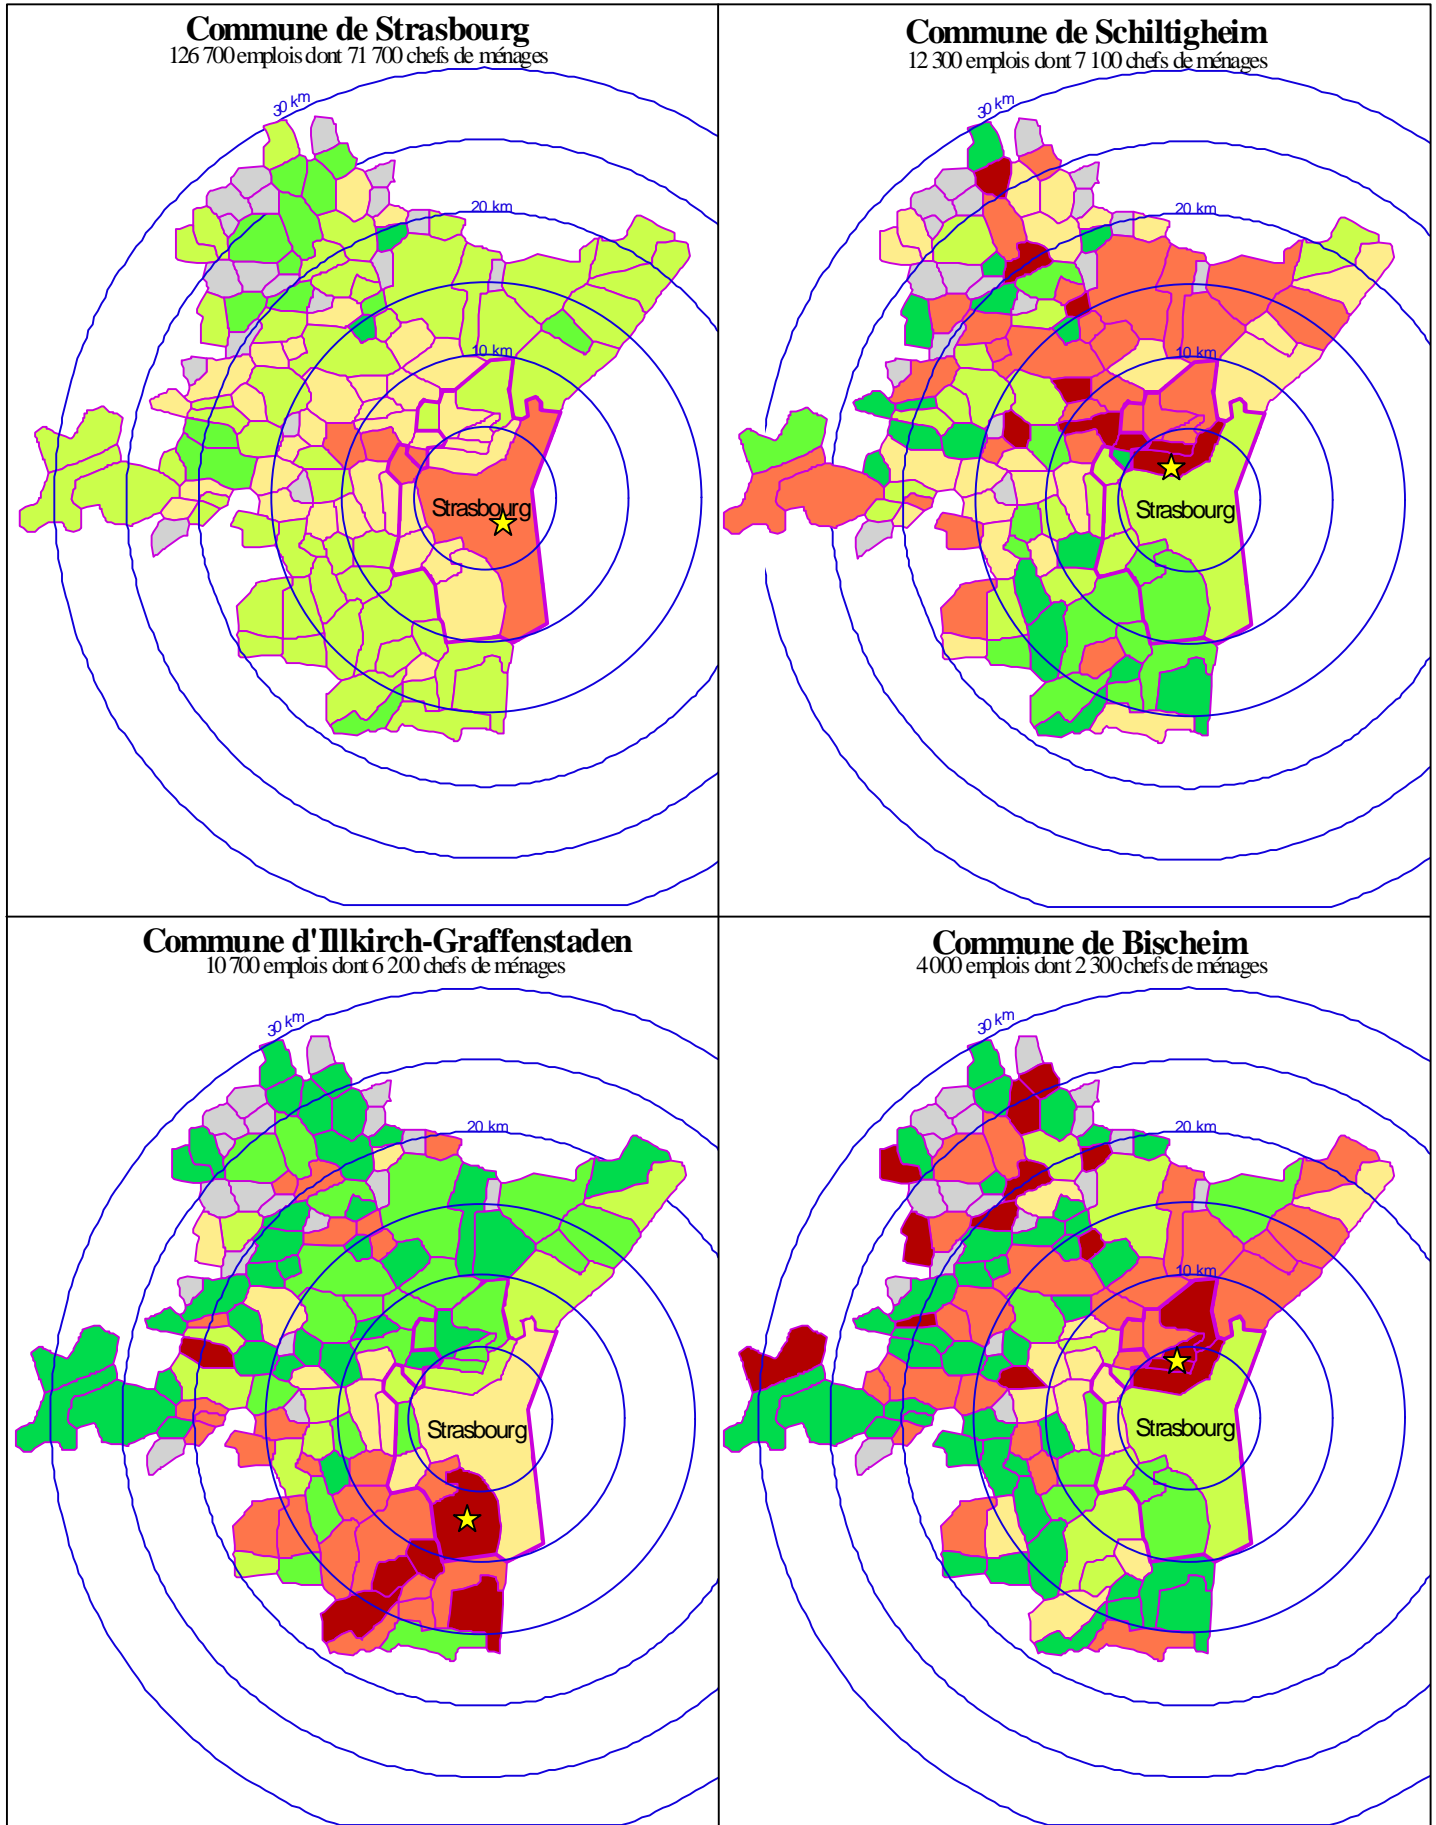 Commune de Strasbourg
126 700 emplois dont 71 700 chefs de ménages
30 km
20 km
10 km
Strasbourg
Commune de Schiltigheim
12 300 emplois dont 7 100 chefs de ménages
30 km
20 km
10 km
Strasbourg
Commune d'Illkirch-Graffenstaden
10 700 emplois dont 6 200 chefs de ménages
30 km
20 km
10 km
Strasbourg
Commune de Bischeim
4 000 emplois dont 2 300 chefs de ménages
30 km
20 km
10 km
Strasbourg